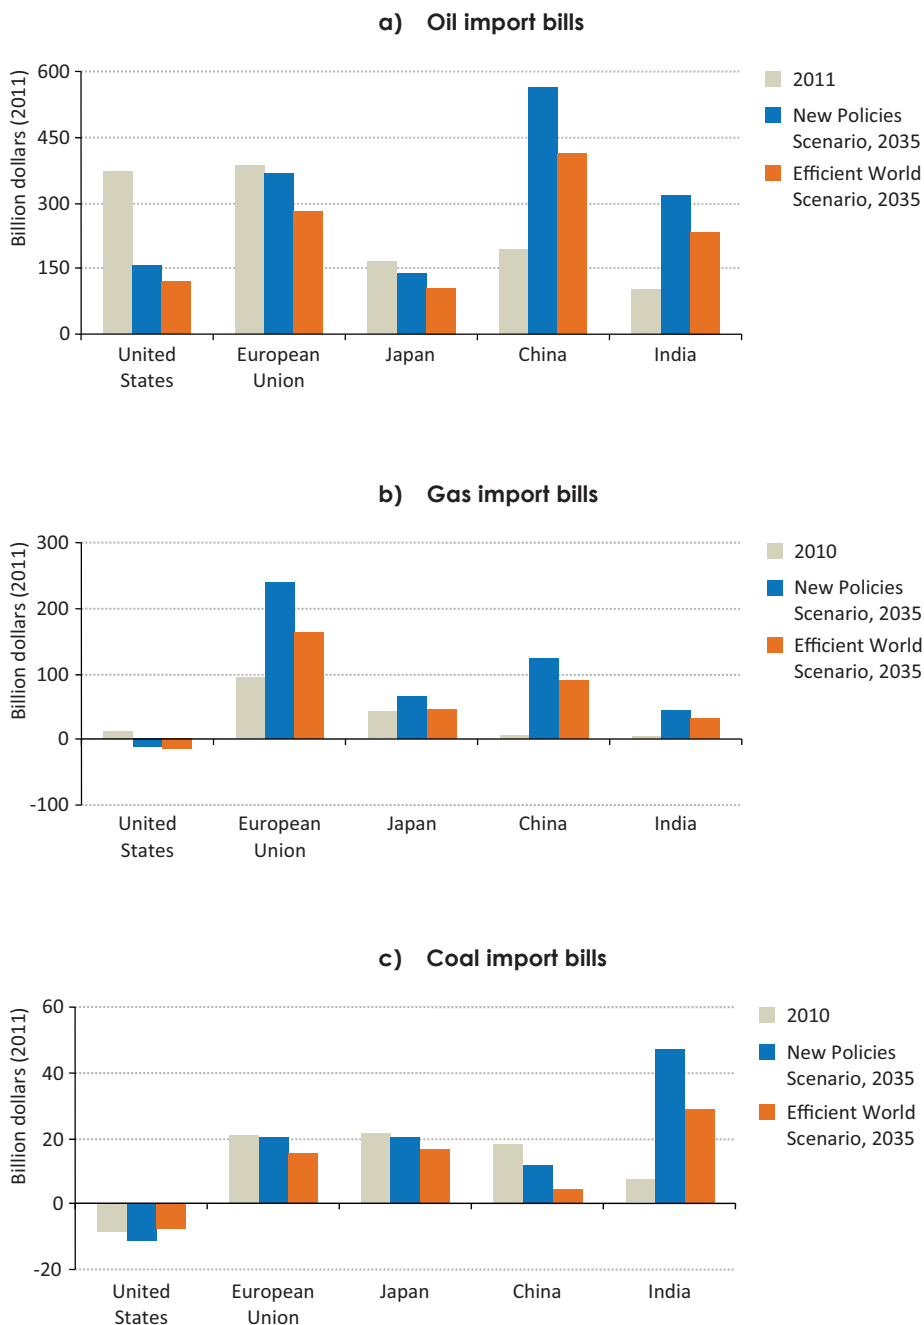 a) Oil import bills
Billion dollars (2011)
600
450
300
150
0
United
States
European
Union
Japan
China
India
2011
New Policies
Scenario, 2035
Efficient World
Scenario, 2035
b) Gas import bills
Billion dollars (2011)
300
200
100
0
-100
United
States
European
Union
Japan
China
India
2010
New Policies
Scenario, 2035
Efficient World
Scenario, 2035
c) Coal import bills
Billion dollars (2011)
60
40
20
0
-20
United
States
European
Union
Japan
China
India
2010
New Policies
Scenario, 2035
Efficient World
Scenario, 2035